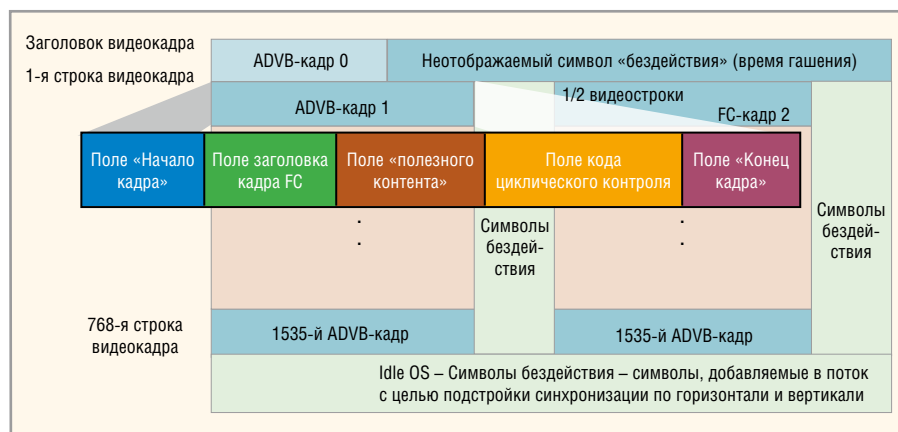 Заголовок видеокадра
ADVB-кадр 0
Неотображаемый символ «бездействия» (время гашения)
1-я строка видеокадра
ADVB-кадр 1
1/2 видеостроки
FC-кадр 2
Поле «Начало
кадра»
Поле заголовка
кадра FC
Поле «полезного
контента»
Поле кода
циклического контроля
Поле «Конец
кадра»
Символы
бездей-
ствия
Символы
бездей-
ствия
768-я строка
видеокадра
1535-й ADVB-кадр
1535-й ADVB-кадр
Idle OS – Символы бездействия – символы, добавляемые в поток
с целью подстройки синхронизации по горизонтали и вертикали